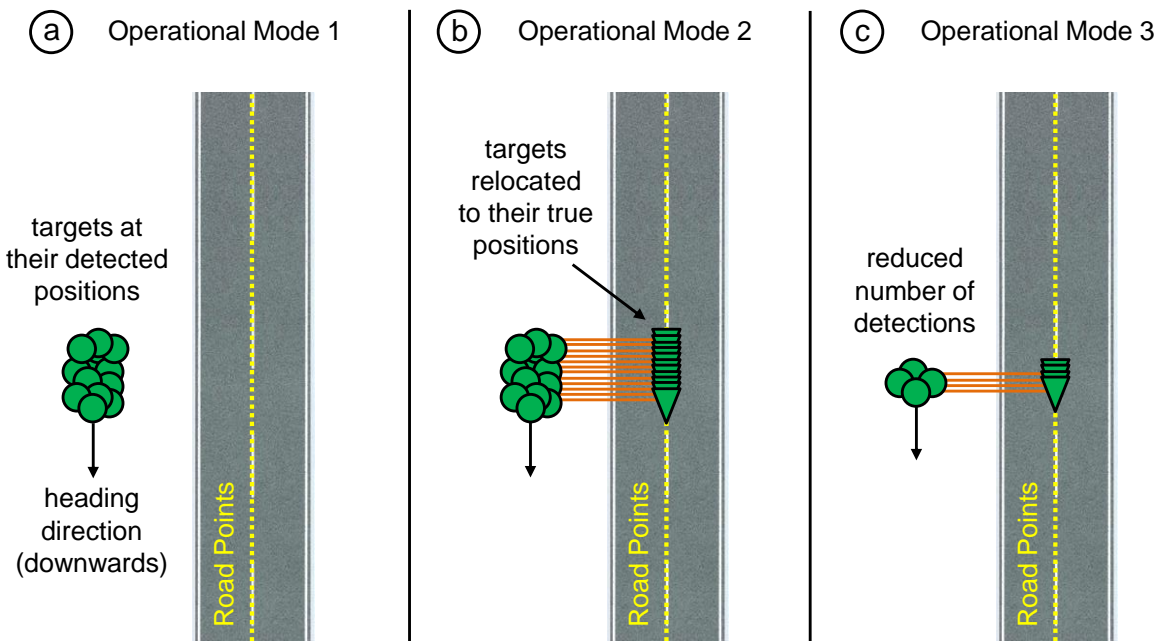 a Operational Mode 1
targets at
their detected
positions
heading
direction
(downwards)
Road Points
b Operational Mode 2
targets
relocated
to their true
positions
Road Points
c Operational Mode 3
reduced
number of
detections
Road Points